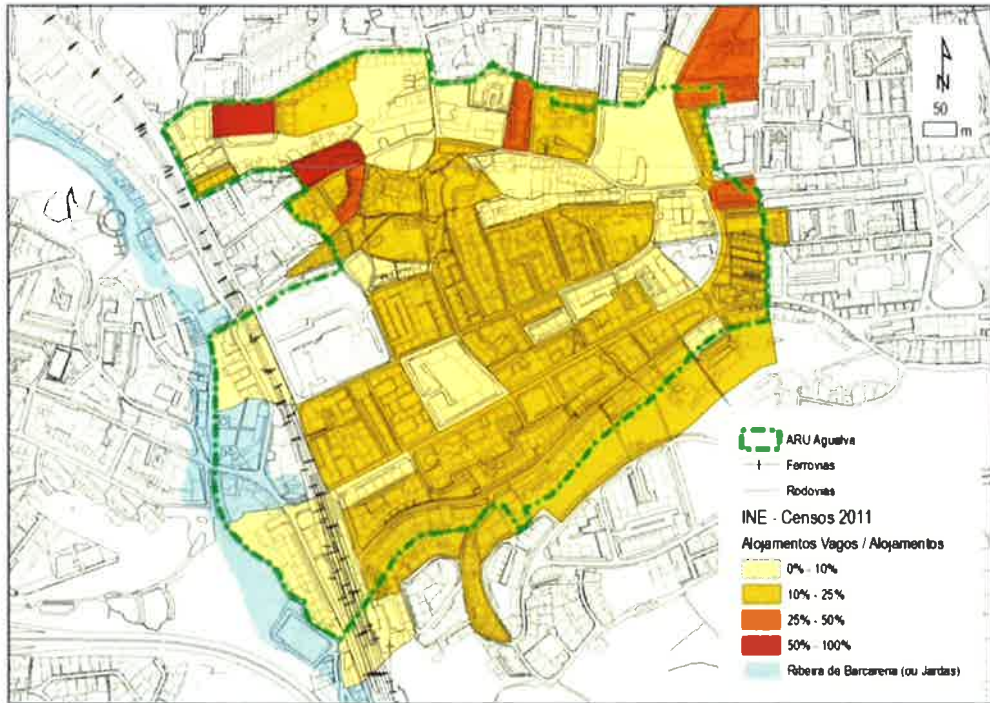 N
50
m
ARU Agualva
Ferrovias
Rodovias
INE - Censos 2011
Alojamentos Vagos / Alojamentos
0% - 10%
10% - 25%
25% - 50%
50% - 100%
Ribeira de Barcarena (ou Jardas)